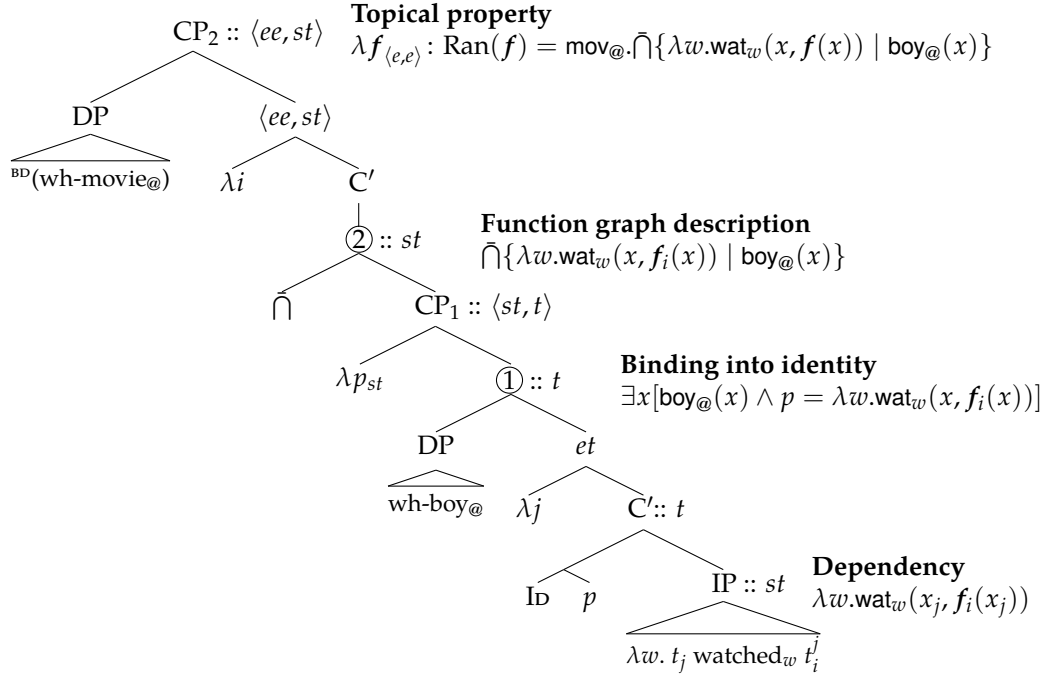 Topical property
CP₂ :: ⟨ee, st⟩
λf⟨e,e⟩ : Ran(f) = mov@.⋂̄{λw.watw(x, f(x)) | boy@(x)}
DP
⟨ee, st⟩
ᴮᴰ(wh-movie@)
λi
C′
Function graph description
② :: st
⋂̄{λw.watw(x, fᵢ(x)) | boy@(x)}
⋂̄
CP₁ :: ⟨st, t⟩
Binding into identity
λpst
① :: t
∃x[boy@(x) ∧ p = λw.watw(x, fᵢ(x))]
DP
et
wh-boy@
λj
C′:: t
Dependency
Iᴅ
p
IP :: st
λw.watw(xⱼ, fᵢ(xⱼ))
λw. tⱼ watchedw tᵢʲ